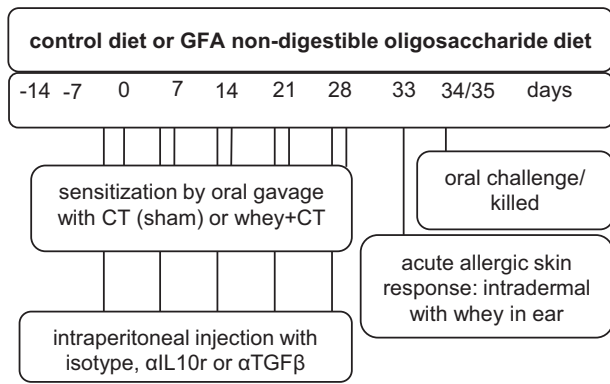 control diet or GFA non-digestible oligosaccharide diet
-14 -7 0 7 14 21 28 33 34/35 days
sensitization by oral gavage
with CT (sham) or whey+CT
oral challenge/
killed
acute allergic skin
response: intradermal
with whey in ear
intraperitoneal injection with
isotype, αIL10r or αTGFβ